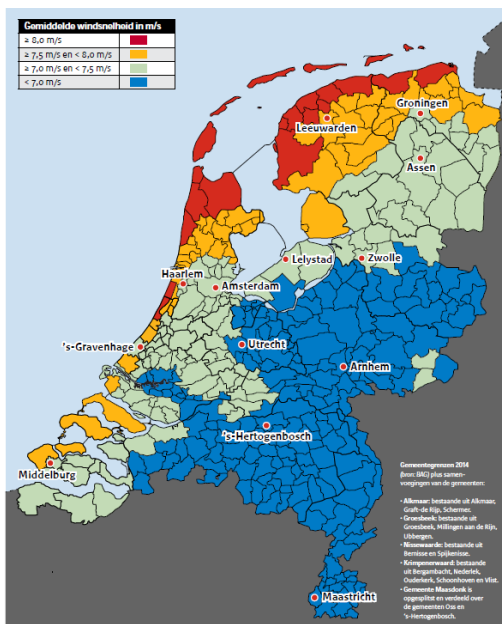 Gemiddelde windsnelheid in m/s
≥ 8,0 m/s
≥ 7,5 m/s en < 8,0 m/s
≥ 7,0 m/s en < 7,5 m/s
< 7,0 m/s
Groningen
Leeuwarden
Assen
Lelystad
Zwolle
Haarlem
Amsterdam
's-Gravenhage
Utrecht
Arnhem
's-Hertogenbosch
Middelburg
Maastricht
Gemeentegrenzen 2014
(bron: BAG) plus samen-
voegingen van de gemeenten:
• Alkmaar: bestaande uit Alkmaar,
Graft-de Rijp, Schermer.
• Groesbeek: bestaande uit
Groesbeek, Millingen aan de Rijn,
Ubbergen.
• Nissewaarde: bestaande uit
Bernisse en Spijkenisse.
• Krimpenerwaard: bestaande
uit Bergambacht, Nederlek,
Ouderkerk, Schoonhoven en Vlist.
• Gemeente Maasdonk is
opgesplitst en verdeeld over
de gemeenten Oss en
's-Hertogenbosch.